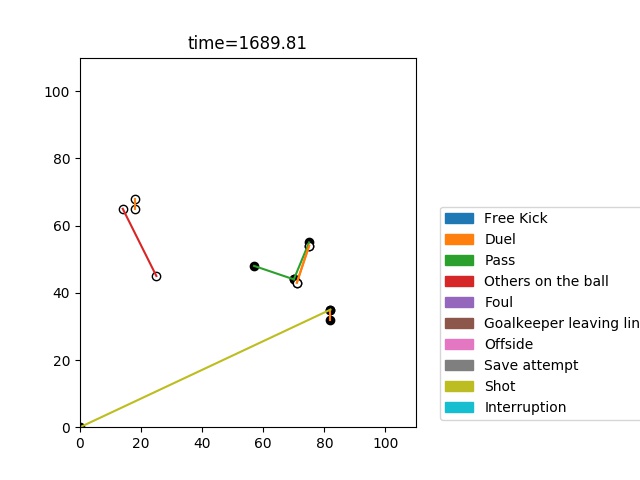 time=1689.81
100
80
60
40
20
0
0 20 40 60 80 100
Free Kick
Duel
Pass
Others on the ball
Foul
Goalkeeper leaving lin
Offside
Save attempt
Shot
Interruption